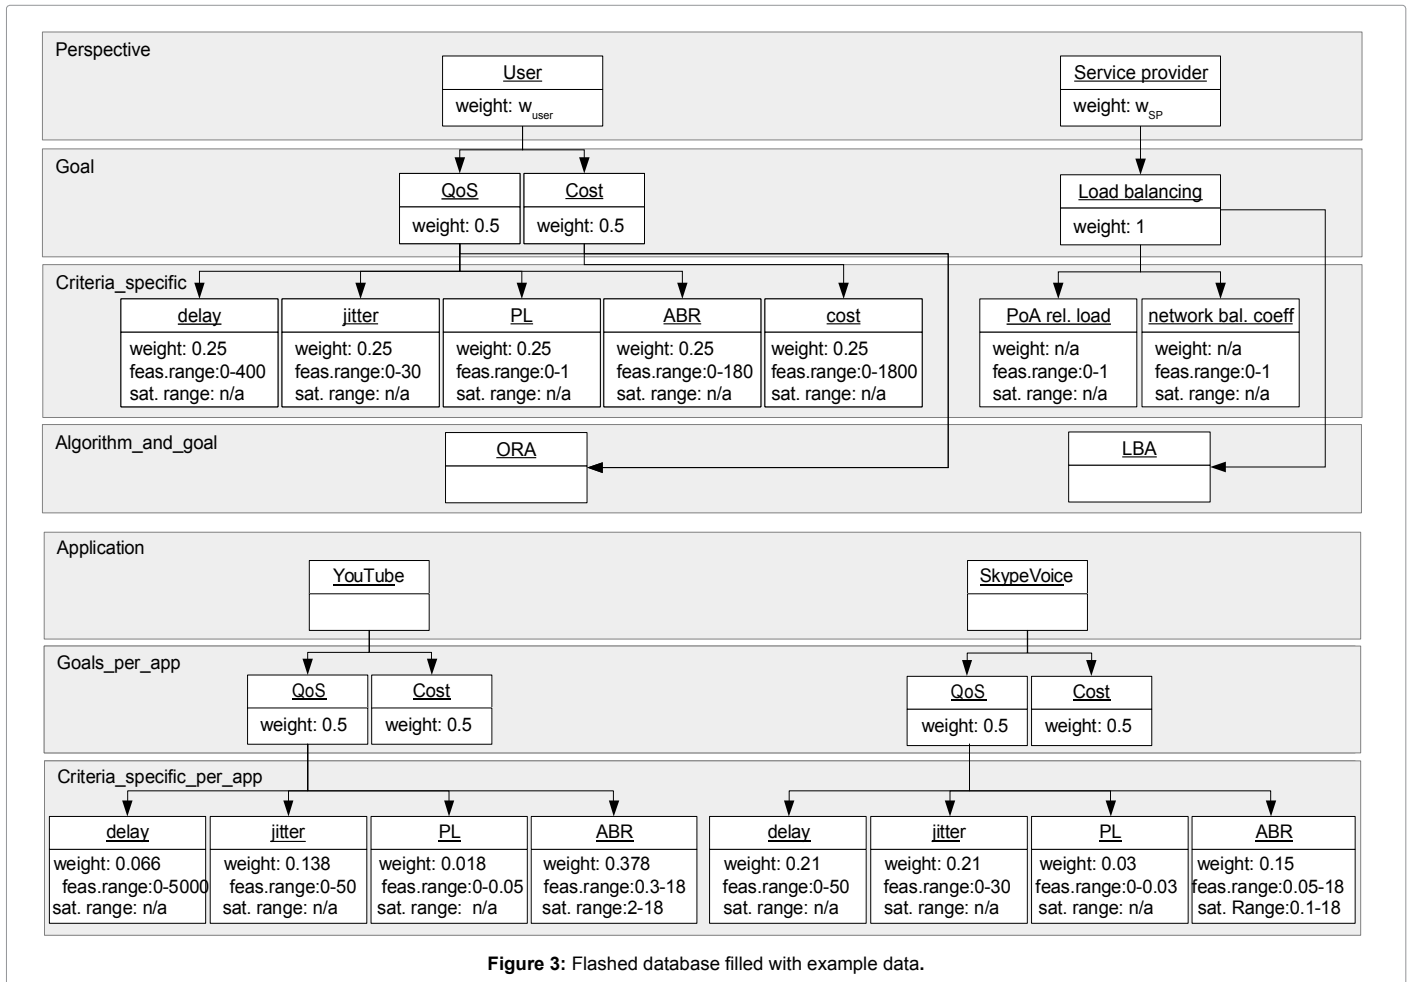 Perspective
User
weight: w_user
Service provider
weight: w_SP
Goal
QoS
weight: 0.5
Cost
weight: 0.5
Load balancing
weight: 1
Criteria_specific
delay
weight: 0.25
feas.range:0-400
sat. range: n/a
jitter
weight: 0.25
feas.range:0-30
sat. range: n/a
PL
weight: 0.25
feas.range:0-1
sat. range: n/a
ABR
weight: 0.25
feas.range:0-180
sat. range: n/a
cost
weight: 0.25
feas.range:0-1800
sat. range: n/a
PoA rel. load
weight: n/a
feas.range:0-1
sat. range: n/a
network bal. coeff
weight: n/a
feas.range:0-1
sat. range: n/a
Algorithm_and_goal
ORA
LBA
Application
YouTube
SkypeVoice
Goals_per_app
QoS
weight: 0.5
Cost
weight: 0.5
QoS
weight: 0.5
Cost
weight: 0.5
Criteria_specific_per_app
delay
weight: 0.066
feas.range:0-5000
sat. range: n/a
jitter
weight: 0.138
feas.range:0-50
sat. range: n/a
PL
weight: 0.018
feas.range:0-0.05
sat. range: n/a
ABR
weight: 0.378
feas.range:0.3-18
sat. range:2-18
delay
weight: 0.21
feas.range:0-50
sat. range: n/a
jitter
weight: 0.21
feas.range:0-30
sat. range: n/a
PL
weight: 0.03
feas.range:0-0.03
sat. range: n/a
ABR
weight: 0.15
feas.range:0.05-18
sat. Range:0.1-18
Figure 3: Flashed database filled with example data.